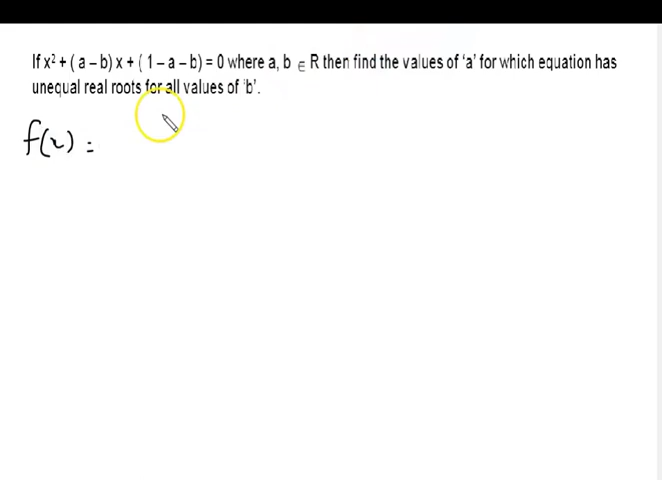 If x² + ( a – b) x + ( 1 – a – b) = 0 where a, b ∈ R then find the values of ‘a’ for which equation has
unequal real roots for all values of ‘b’.
f(x) =